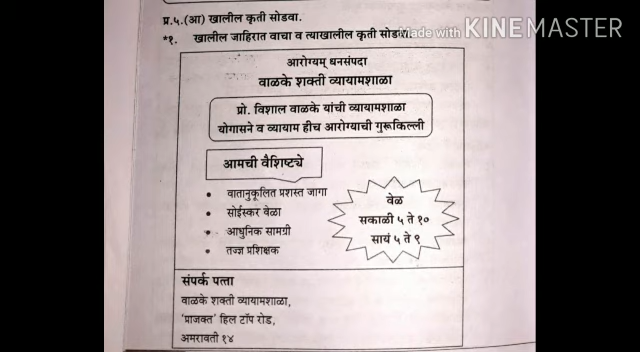 प्र.५.(आ) खालील कृती सोडवा.
*१. खालील जाहिरात वाचा व त्याखालील कृती सोडवा.
Made with KINEMASTER
आरोग्यम् धनसंपदा
वाळके शक्ती व्यायामशाळा
प्रो. विशाल वाळके यांची व्यायामशाळा
योगासने व व्यायाम हीच आरोग्याची गुरूकिल्ली
आमची वैशिष्ट्ये
• वातानुकूलित प्रशस्त जागा
• सोईस्कर वेळा
• आधुनिक सामग्री
• तज्ज्ञ प्रशिक्षक
वेळ
सकाळी ५ ते १०
सायं ५ ते ९
संपर्क पत्ता
वाळके शक्ती व्यायामशाळा,
'प्राजक्त' हिल टॉप रोड,
अमरावती १४